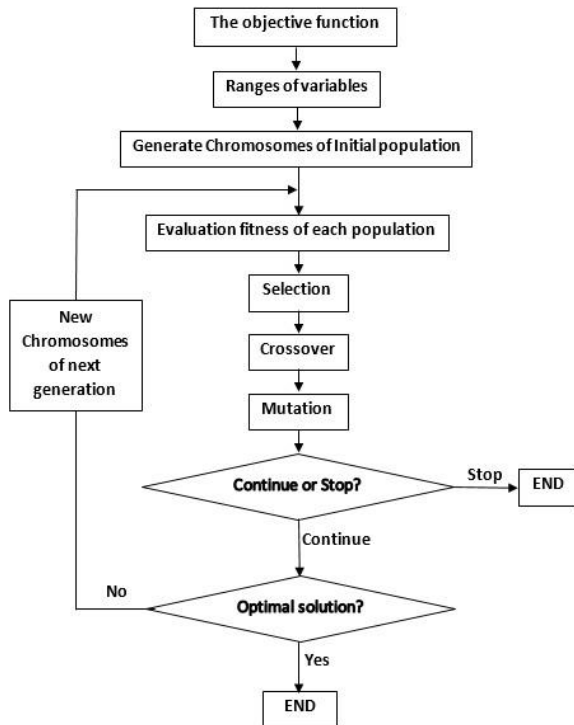 The objective function
Ranges of variables
Generate Chromosomes of Initial population
Evaluation fitness of each population
Selection
New
Chromosomes
of next
generation
Crossover
Mutation
Continue or Stop?
Stop
END
Continue
No
Optimal solution?
Yes
END